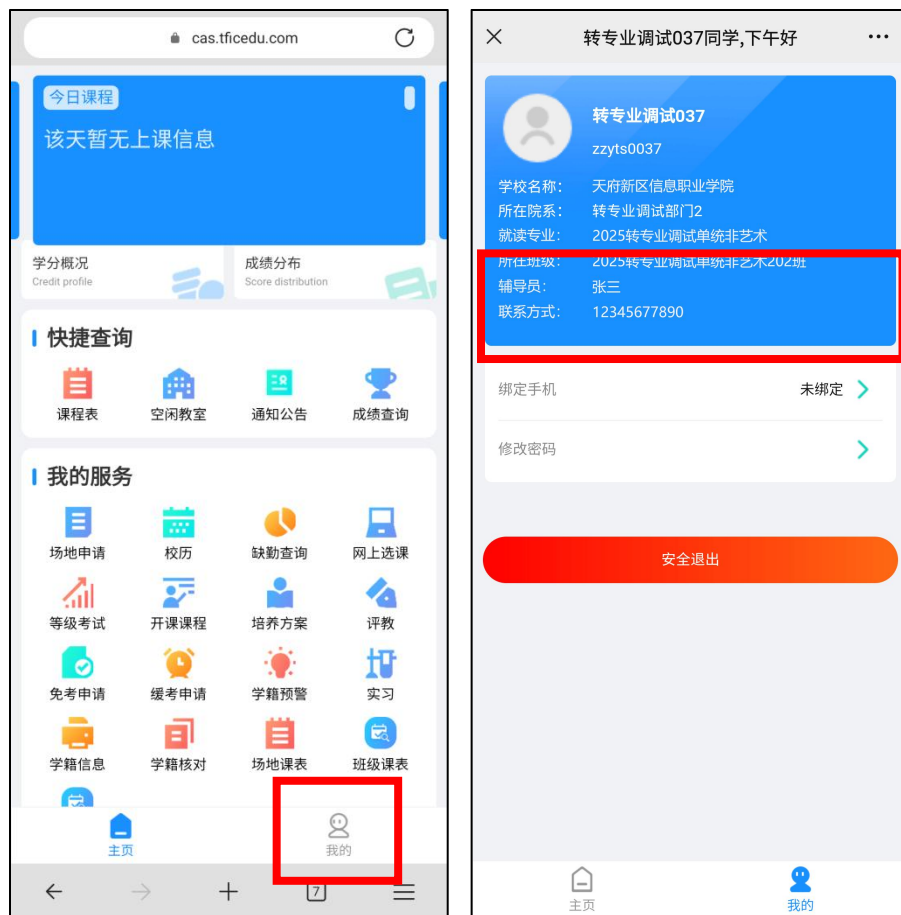 cas.tficedu.com
今日课程
该天暂无上课信息
学分概况
Credit profile
成绩分布
Score distribution
快捷查询
课程表
空闲教室
通知公告
成绩查询
我的服务
场地申请
校历
缺勤查询
网上选课
等级考试
开课课程
培养方案
评教
免考申请
缓考申请
学籍预警
实习
学籍信息
学籍核对
场地课表
班级课表
主页
我的
7
转专业调试037同学,下午好
转专业调试037
zzyts0037
学校名称： 天府新区信息职业学院
所在院系： 转专业调试部门2
就读专业： 2025转专业调试单统非艺术
所在班级： 2025转专业调试单统非艺术202班
辅导员： 张三
联系方式： 12345677890
绑定手机 未绑定
修改密码
安全退出
主页
我的